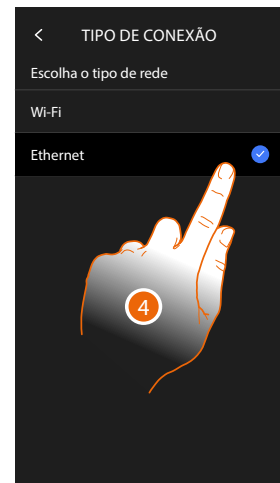 TIPO DE CONEXÃO
Escolha o tipo de rede
Wi-Fi
Ethernet
4